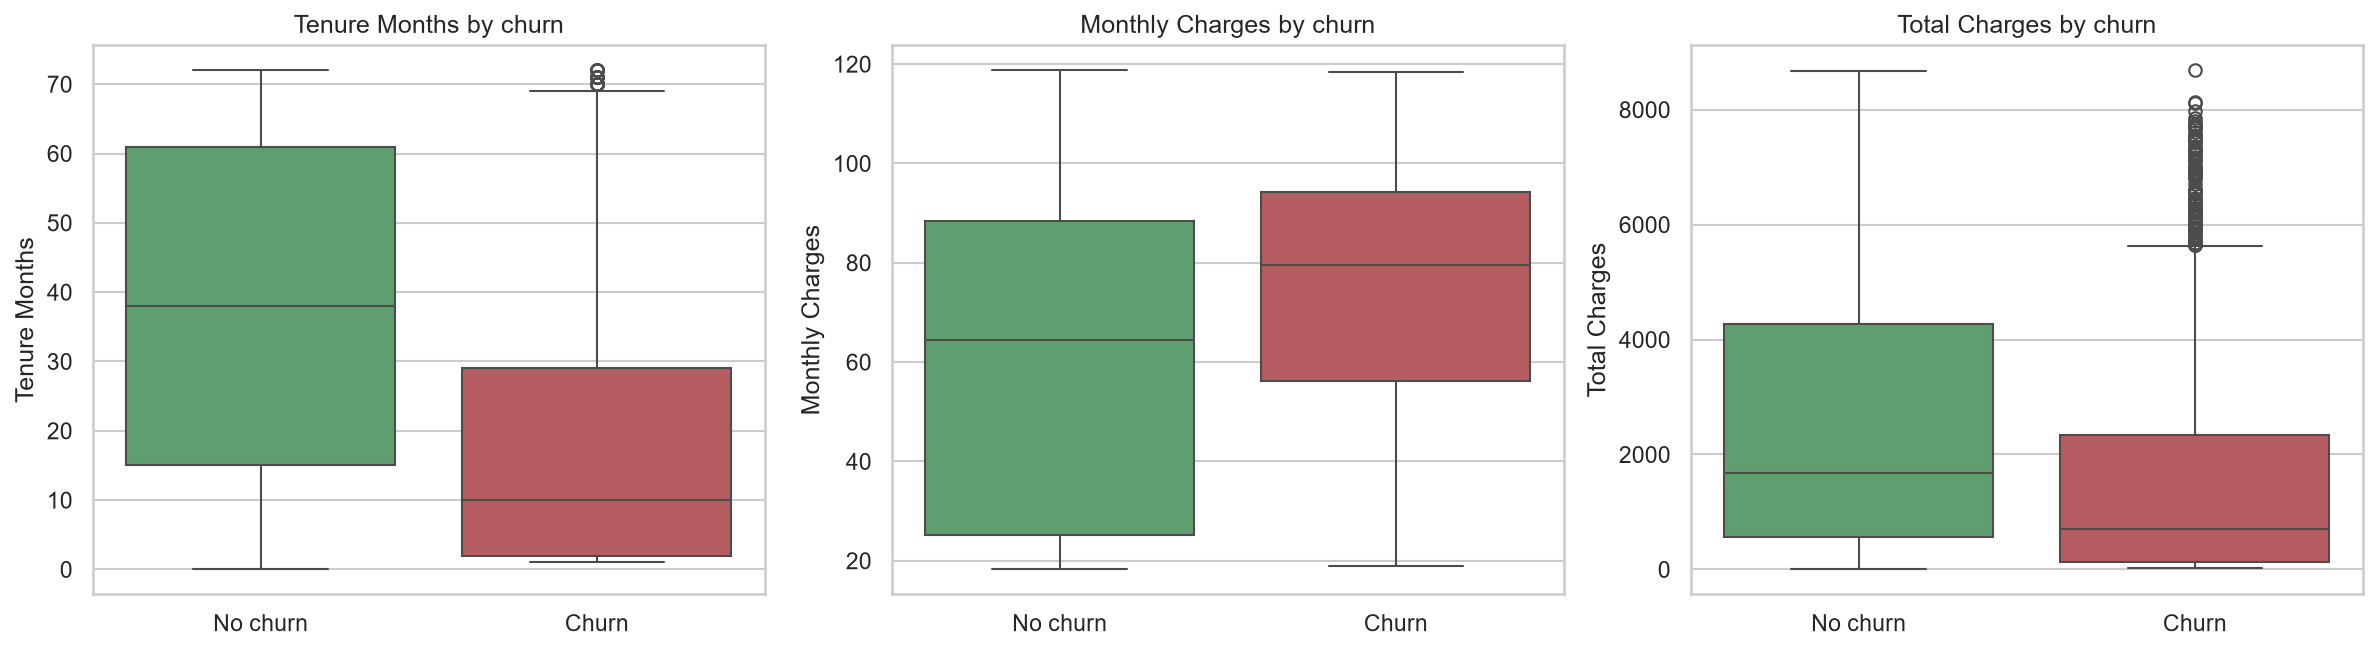 Tenure Months by churn
Tenure Months
70
60
50
40
30
20
10
0
No churn
Churn
Monthly Charges by churn
Monthly Charges
120
100
80
60
40
20
No churn
Churn
Total Charges by churn
Total Charges
8000
6000
4000
2000
0
No churn
Churn